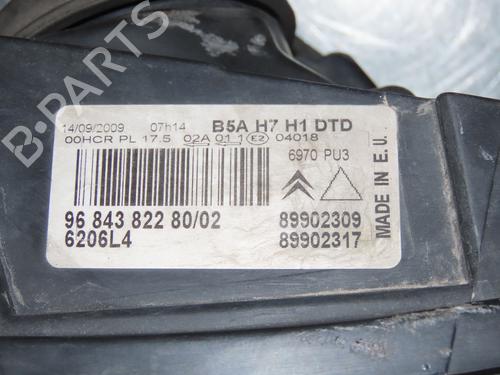 14/09/2009 07h14 B5A H7 H1 DTD
00HCR PL 17.5 02A 01 1 E2 04018
6970 PU3
96 843 822 80/02 89902309
6206L4 89902317
MADE IN E.U.
B-PARTS